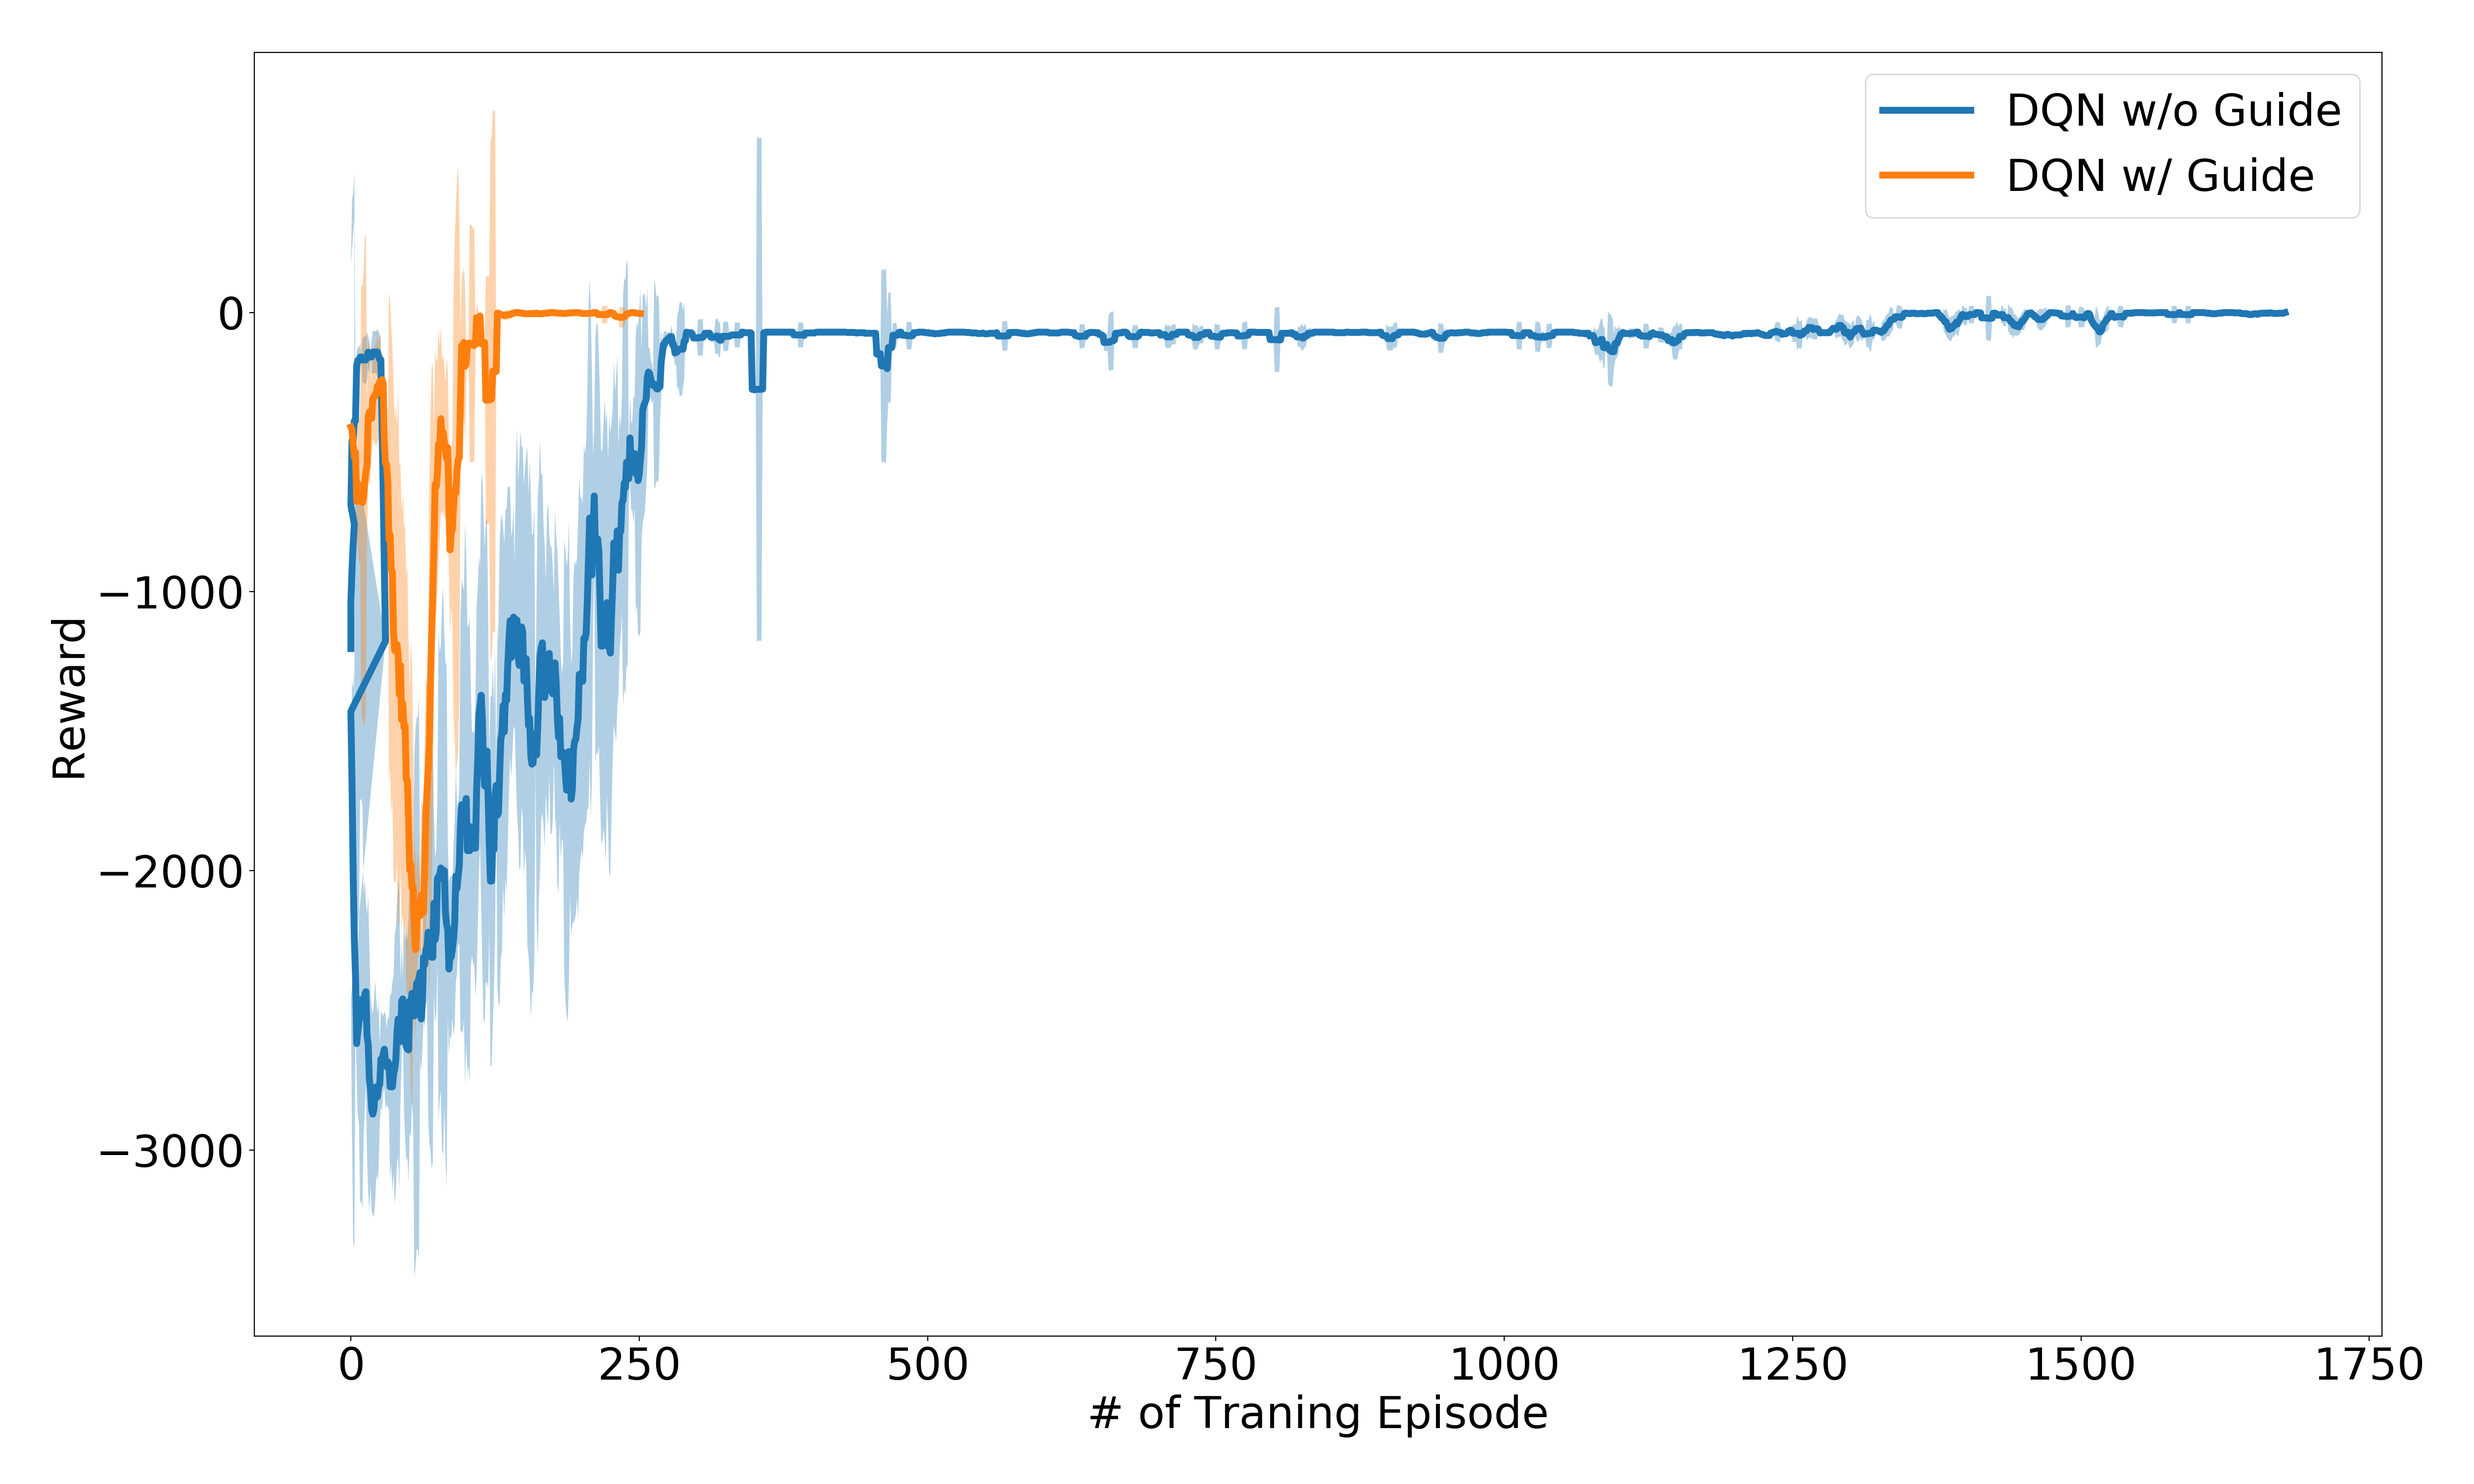 DQN w/o Guide
DQN w/ Guide
0
−1000
−2000
−3000
Reward
0 250 500 750 1000 1250 1500 1750
# of Traning Episode